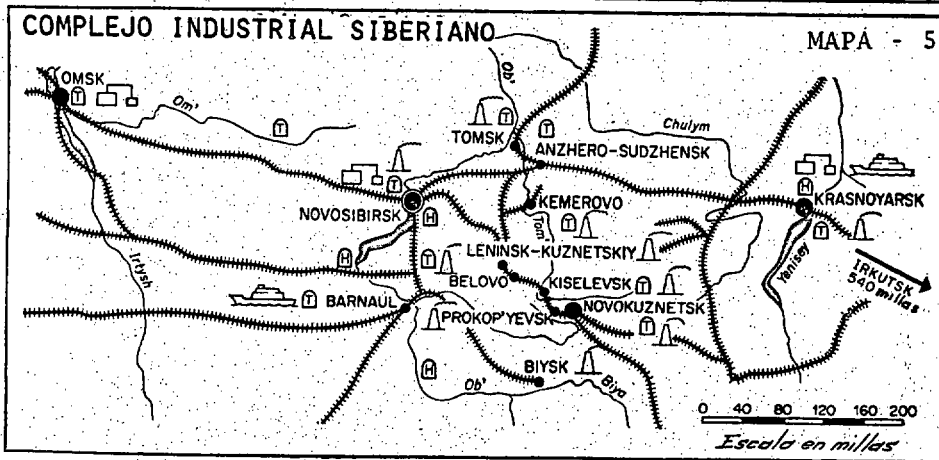 COMPLEJO INDUSTRIAL SIBERIANO
MAPA - 5
OMSK
T
Om'
T
Ob'
T
TOMSK
T
ANZHERO-SUDZHENSK
Chulym
T
NOVOSIBIRSK
H
KEMEROVO
H
KRASNOYARSK
T
Irtysh
H
Tom
T
LENINSK-KUZNETSKIY
Yenisey
T
BELOVO
KISELEVSK
T
IRKUTSK
540 millas
T
BARNAUL
PROKOP'YEVSK
NOVOKUZNETSK
T
H
BIYSK
Ob'
Biya
0 40 80 120 160 200
Escala en millas